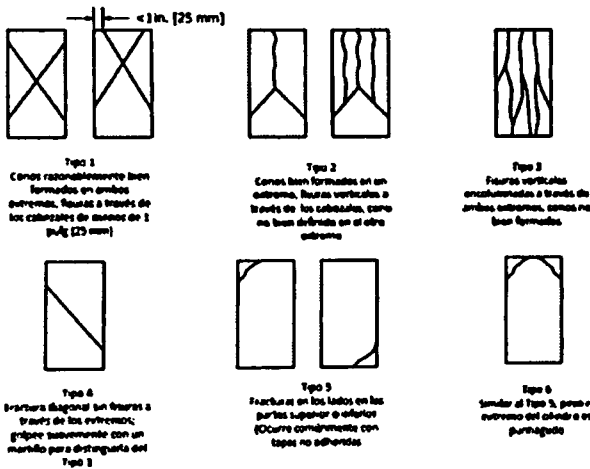 <1 in. [25 mm]
Tipo 1
Conos razonablemente bien
formados en ambos
extremos, fisuras a través de
los cabezales de menos de 1
pulg [25 mm]
Tipo 2
Conos bien formados en un
extremo, fisuras verticales a
través de los cabezales, cono
no bien definido en el otro
extremo
Tipo 3
Fisuras verticales
encolumnadas a través de
ambos extremos, conos no
bien formados
Tipo 4
Fractura diagonal sin fisuras a
través de los extremos;
golpee suavemente con un
martillo para distinguirla del
Tipo 1
Tipo 5
Fracturas en los lados en las
partes superior o inferior
(Ocurre comúnmente con
tapas no adheridas
Tipo 6
Similar al Tipo 5, pero
extremo del cilindro es
puntiagudo